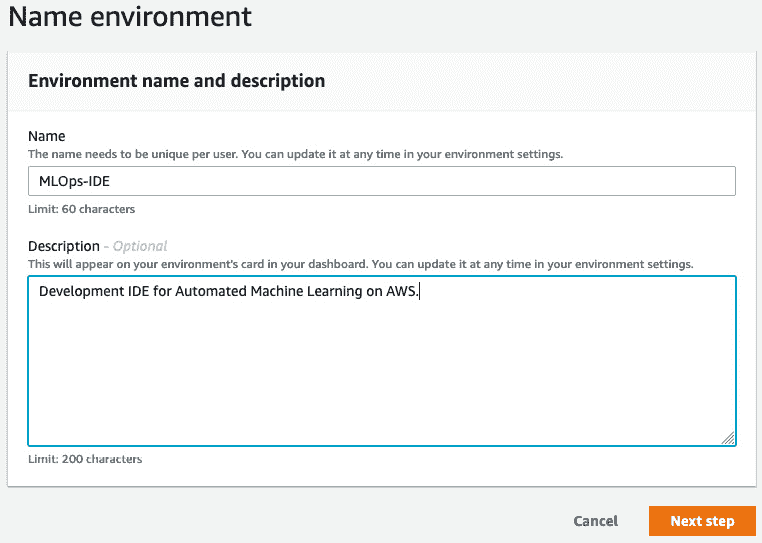 Name environment
Environment name and description
Name
The name needs to be unique per user. You can update it at any time in your environment settings.
MLOps-IDE
Limit: 60 characters
Description - Optional
This will appear on your environment's card in your dashboard. You can update it at any time in your environment settings.
Development IDE for Automated Machine Learning on AWS.
Limit: 200 characters
Cancel
Next step